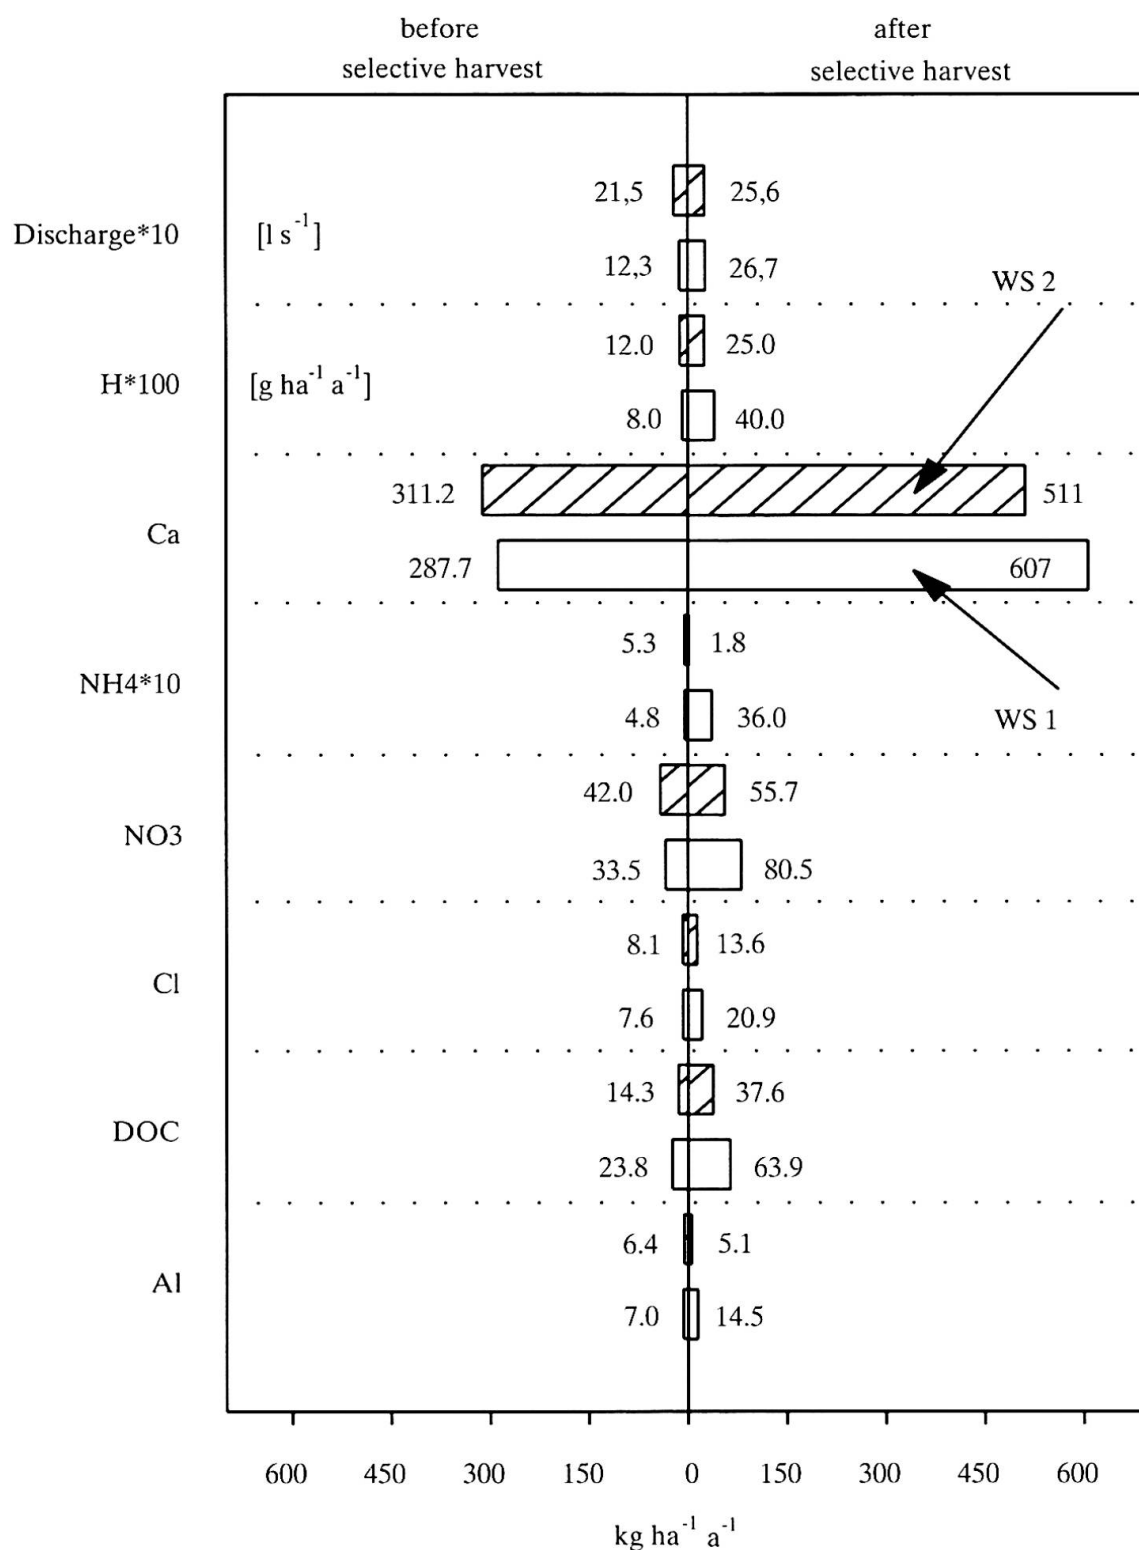 before after
selective harvest selective harvest
21,5 25,6
Discharge*10 [l s⁻¹]
12,3 26,7
WS 2
12.0 25.0
H*100 [g ha⁻¹ a⁻¹]
8.0 40.0
311.2 511
Ca
287.7 607
5.3 1.8
NH4*10
4.8 36.0
WS 1
42.0 55.7
NO3
33.5 80.5
8.1 13.6
Cl
7.6 20.9
14.3 37.6
DOC
23.8 63.9
6.4 5.1
Al
7.0 14.5
600 450 300 150 0 150 300 450 600
kg ha⁻¹ a⁻¹